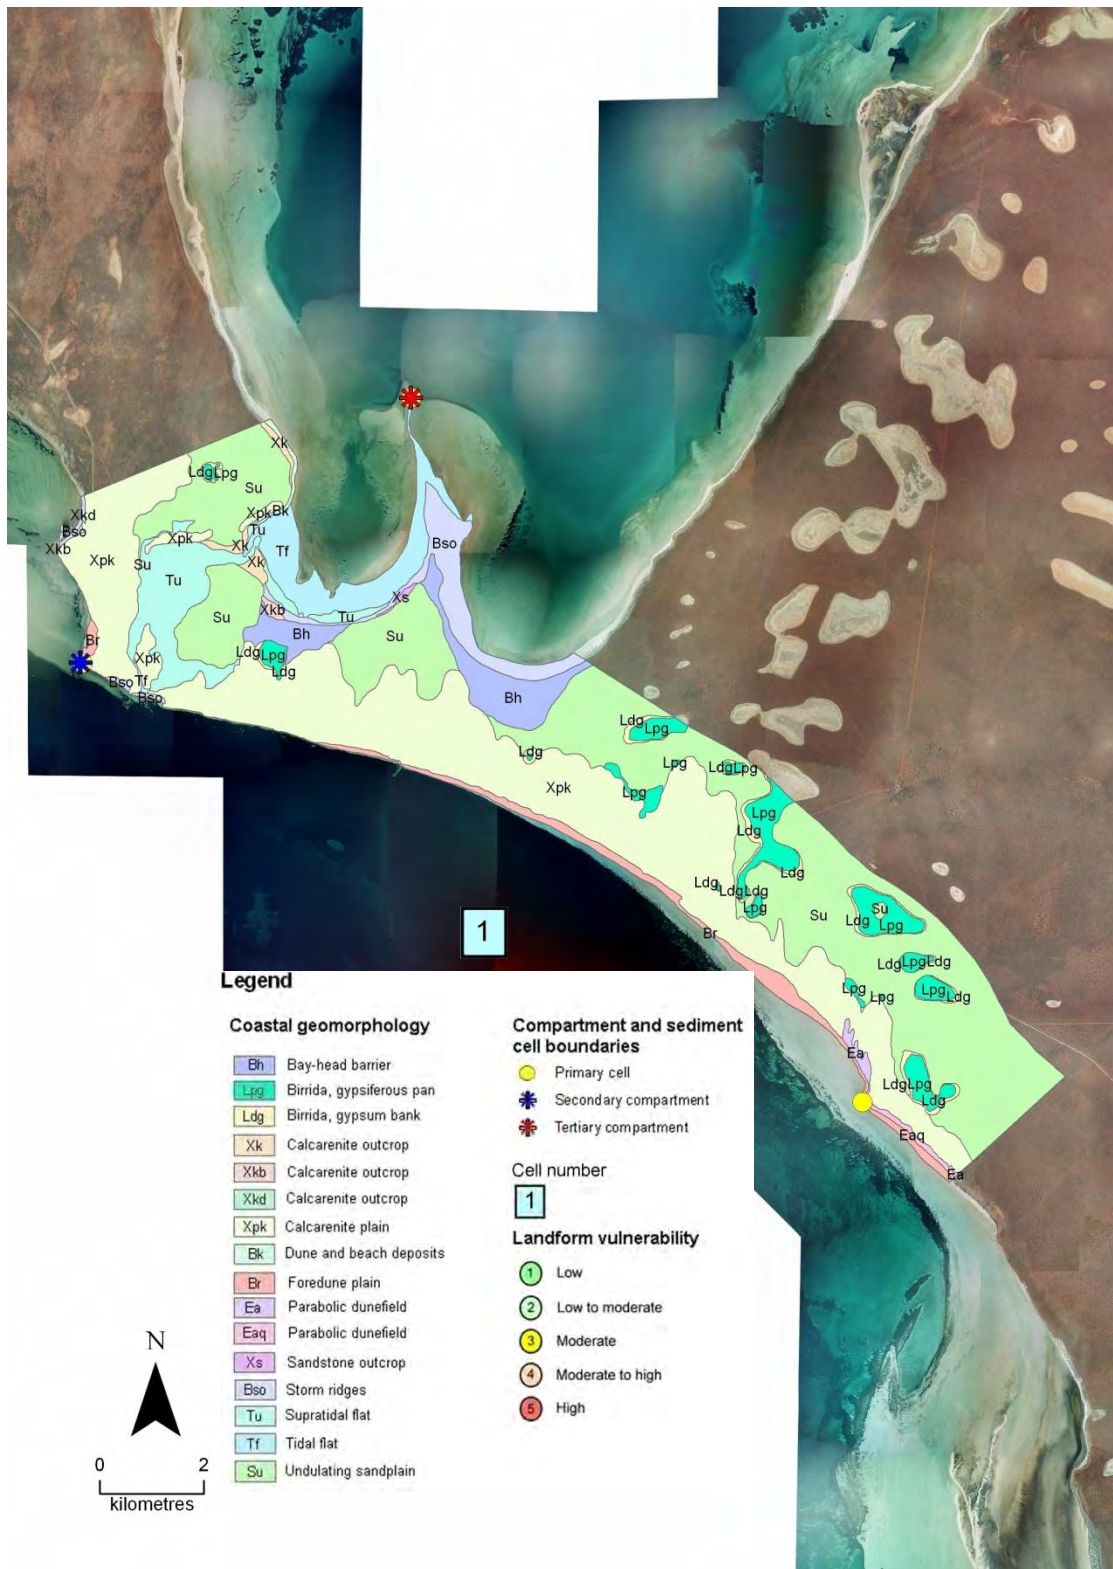 Xk
Ldg Lpg
Su
Xkd
Bso
Xkb
Xpk
Bk
Tu
Xpk
Xk
Tf
Xpk
Su
Xk
Tu
Bso
Xs
Xkb
Tu
Su
Bh
Su
Br
Ldg Lpg
Xpk
Ldg
Tf
Bso
Bso
Bh
Ldg
Lpg
Ldg
Lpg
Ldg Lpg
Xpk
Lpg
Lpg
Ldg
Ldg
Ldg
Ldg Ldg
Lpg
Su
Su
Ldg
Lpg
Br
1
Ldg Lpg Ldg
Lpg
Lpg
Lpg
Ldg
Ea
Ldg Lpg
Ldg
Eaq
Ea
Legend
Coastal geomorphology
Bh Bay-head barrier
Lpg Birrida, gypsiferous pan
Ldg Birrida, gypsum bank
Xk Calcarenite outcrop
Xkb Calcarenite outcrop
Xkd Calcarenite outcrop
Xpk Calcarenite plain
Bk Dune and beach deposits
Br Foredune plain
Ea Parabolic dunefield
Eaq Parabolic dunefield
Xs Sandstone outcrop
Bso Storm ridges
Tu Supratidal flat
Tf Tidal flat
Su Undulating sandplain
Compartment and sediment
cell boundaries
Primary cell
Secondary compartment
Tertiary compartment
Cell number
1
Landform vulnerability
1 Low
2 Low to moderate
3 Moderate
4 Moderate to high
5 High
N
0 2
kilometres